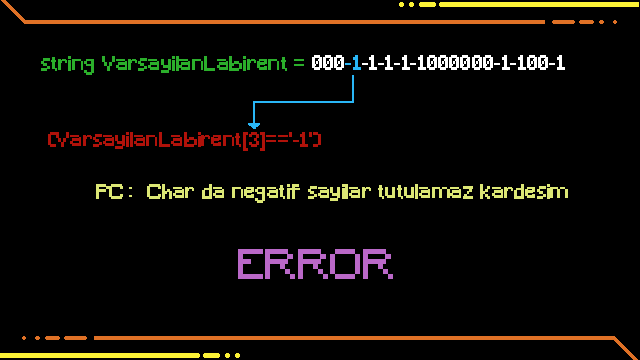 string VarsayilanLabirent = 000-1-1-1-1-1000000-1-100-1
(VarsayilanLabirent[3]=='-1')
PC: Char da negatif sayilar tutulamaz kardesim
ERROR